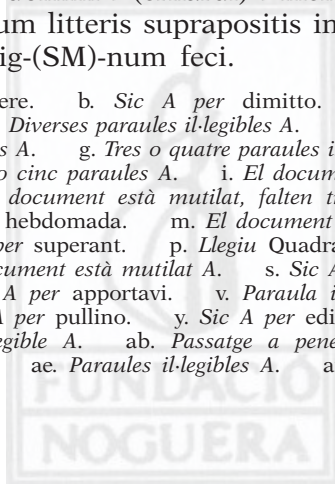 um litteris suprapositis in
ig-(SM)-num feci.
ere. b. Sic A per dimitto.
Diverses paraules il·legibles A.
s A. g. Tres o quatre paraules i
o cinc paraules A. i. El docum
document està mutilat, falten t
hebdomada. m. El document
per superant. p. Llegiu Quadra
cument està mutilat A. s. Sic A
A per apportavi. v. Paraula i
A per pullino. y. Sic A per edi
legible A. ab. Passatge a pene
ae. Paraules il·legibles A. a
FUNDACIÓ
NOGUERA